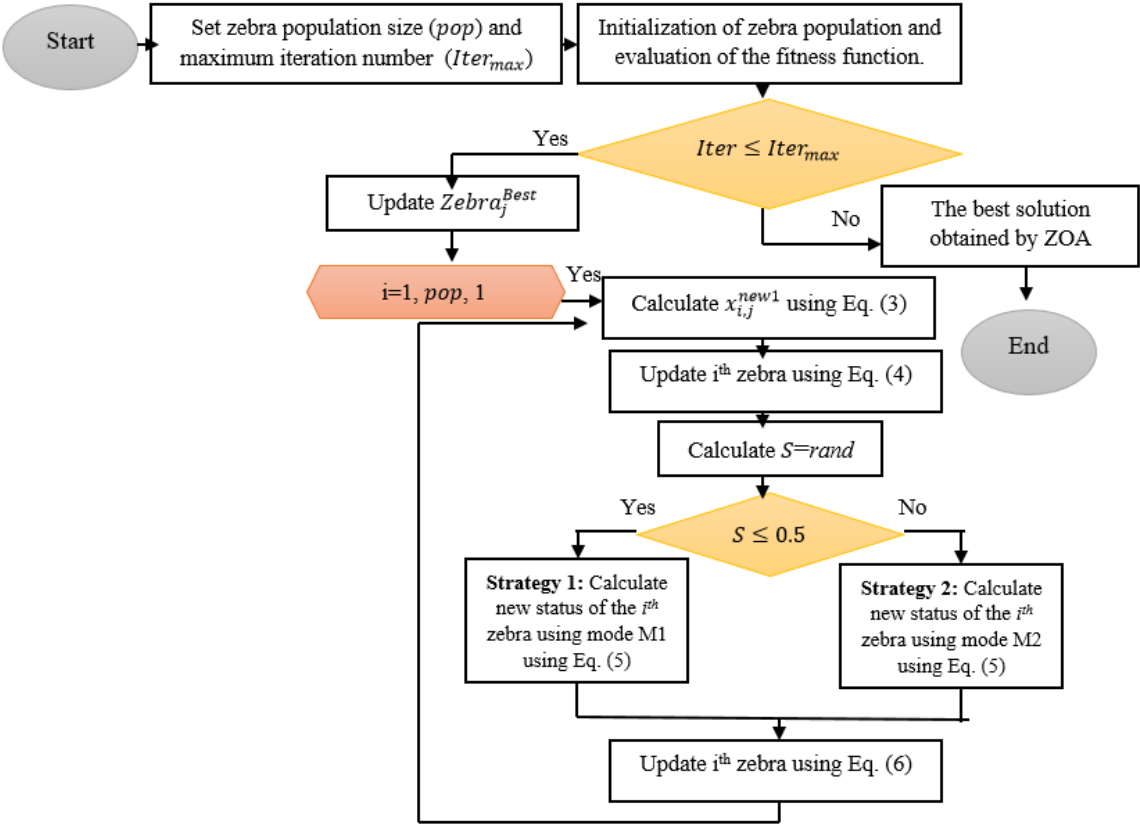 Start
Set zebra population size (pop) and
maximum iteration number (Iter_max)
Initialization of zebra population and
evaluation of the fitness function.
Iter ≤ Iter_max
Yes
Update Zebra_j^Best
No
The best solution
obtained by ZOA
End
i=1, pop, 1
Yes
Calculate x_{i,j}^{new1} using Eq. (3)
Update i^th zebra using Eq. (4)
Calculate S=rand
S ≤ 0.5
Yes
No
Strategy 1: Calculate
new status of the i^th
zebra using mode M1
using Eq. (5)
Strategy 2: Calculate
new status of the i^th
zebra using mode M2
using Eq. (5)
Update i^th zebra using Eq. (6)